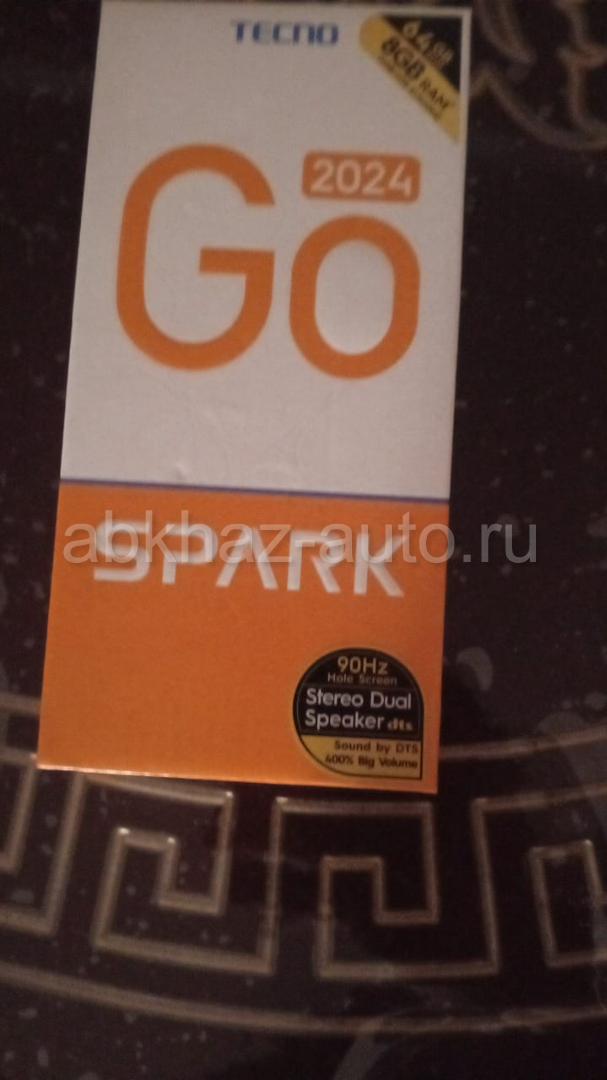 TECNO
64GB
8GB RAM
2024
Go
SPARK
abkhaz-auto.ru
90Hz
Hole Screen
Stereo Dual
Speaker dts
Sound by DTS
400% Big Volume